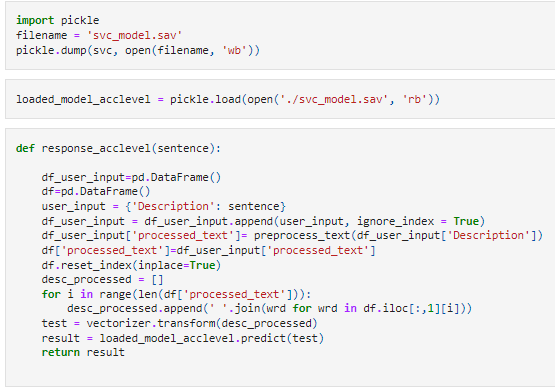 import pickle
filename = 'svc_model.sav'
pickle.dump(svc, open(filename, 'wb'))
loaded_model_acclevel = pickle.load(open('./svc_model.sav', 'rb'))
def response_acclevel(sentence):
    df_user_input=pd.DataFrame()
    df=pd.DataFrame()
    user_input = {'Description': sentence}
    df_user_input = df_user_input.append(user_input, ignore_index = True)
    df_user_input['processed_text']= preprocess_text(df_user_input['Description'])
    df['processed_text']=df_user_input['processed_text']
    df.reset_index(inplace=True)
    desc_processed = []
    for i in range(len(df['processed_text'])):
        desc_processed.append(' '.join(wrd for wrd in df.iloc[:,1][i]))
    test = vectorizer.transform(desc_processed)
    result = loaded_model_acclevel.predict(test)
    return result